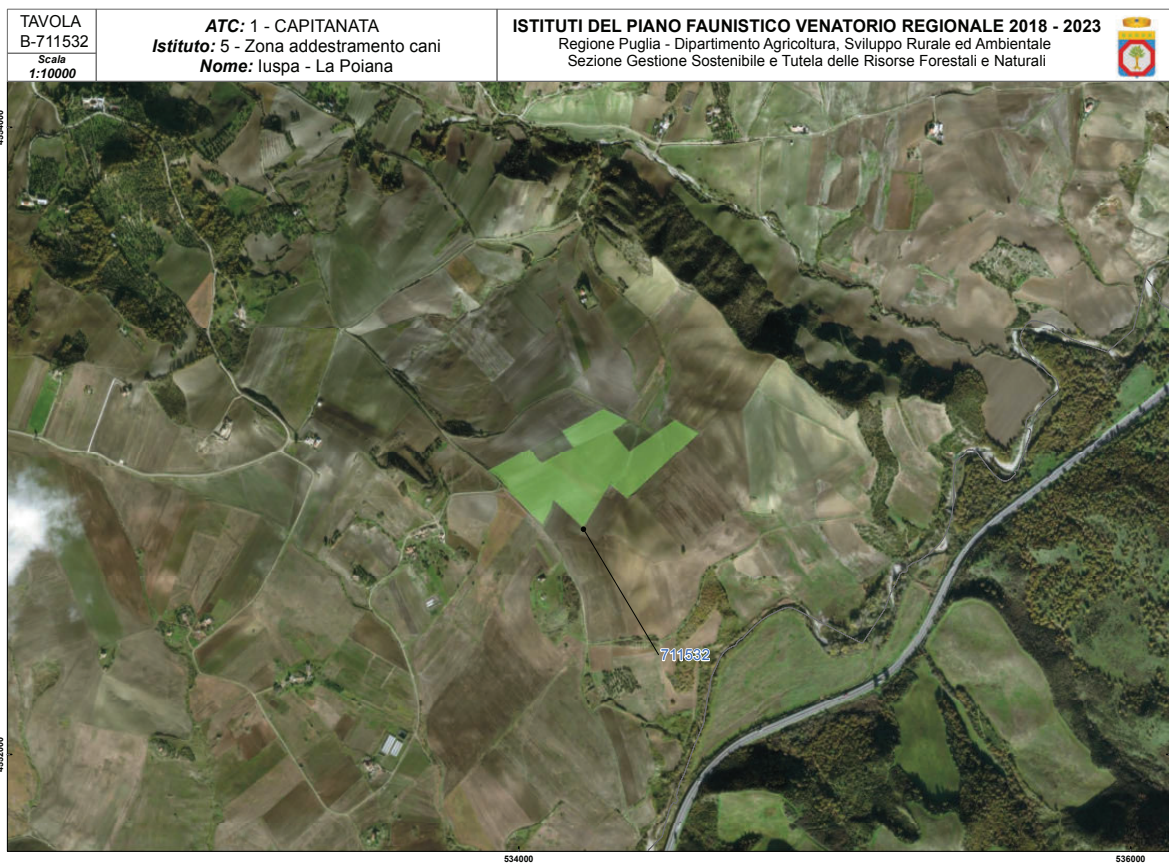 TAVOLA
B-711532
Scala
1:10000
ATC: 1 - CAPITANATA
Istituto: 5 - Zona addestramento cani
Nome: Iuspa - La Poiana
ISTITUTI DEL PIANO FAUNISTICO VENATORIO REGIONALE 2018 - 2023
Regione Puglia - Dipartimento Agricoltura, Sviluppo Rurale ed Ambientale
Sezione Gestione Sostenibile e Tutela delle Risorse Forestali e Naturali
711532
534000
536000